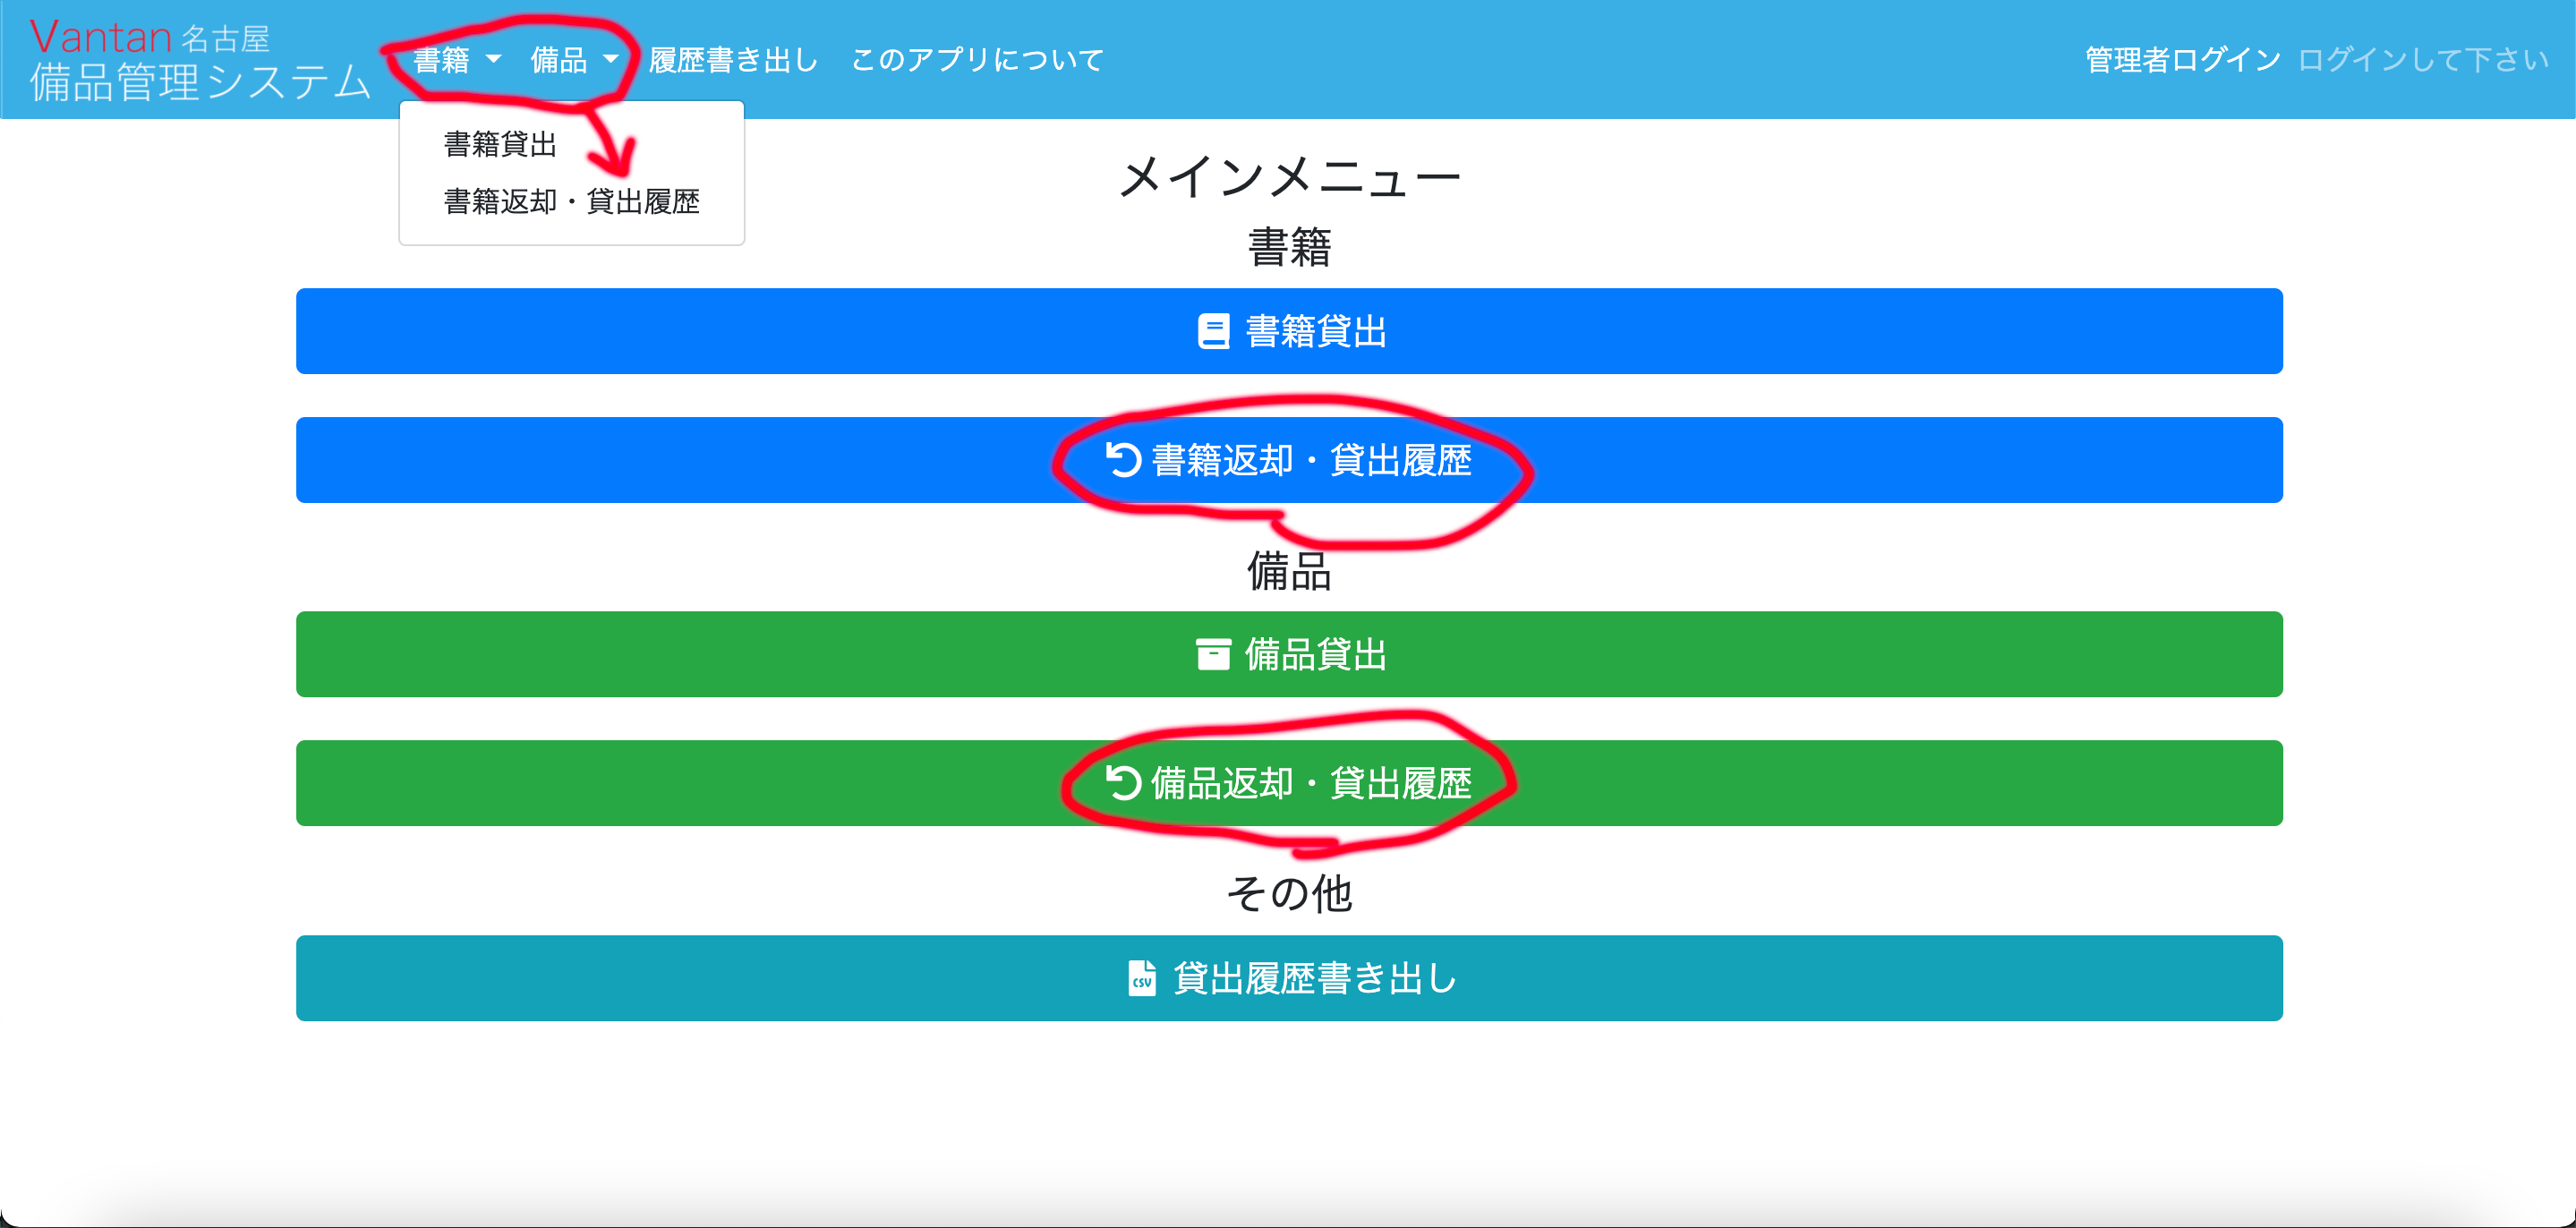 Vantan 名古屋
備品管理システム
書籍 備品 履歴書き出し このアプリについて 管理者ログイン ログインして下さい
書籍貸出
書籍返却・貸出履歴
メインメニュー
書籍
書籍貸出
書籍返却・貸出履歴
備品
備品貸出
備品返却・貸出履歴
その他
CSV 貸出履歴書き出し